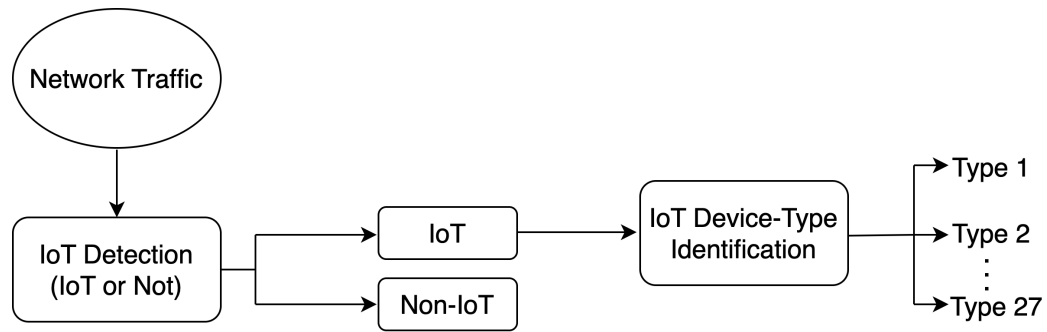 Network Traffic
IoT Detection
(IoT or Not)
IoT
Non-IoT
IoT Device-Type
Identification
Type 1
Type 2
Type 27